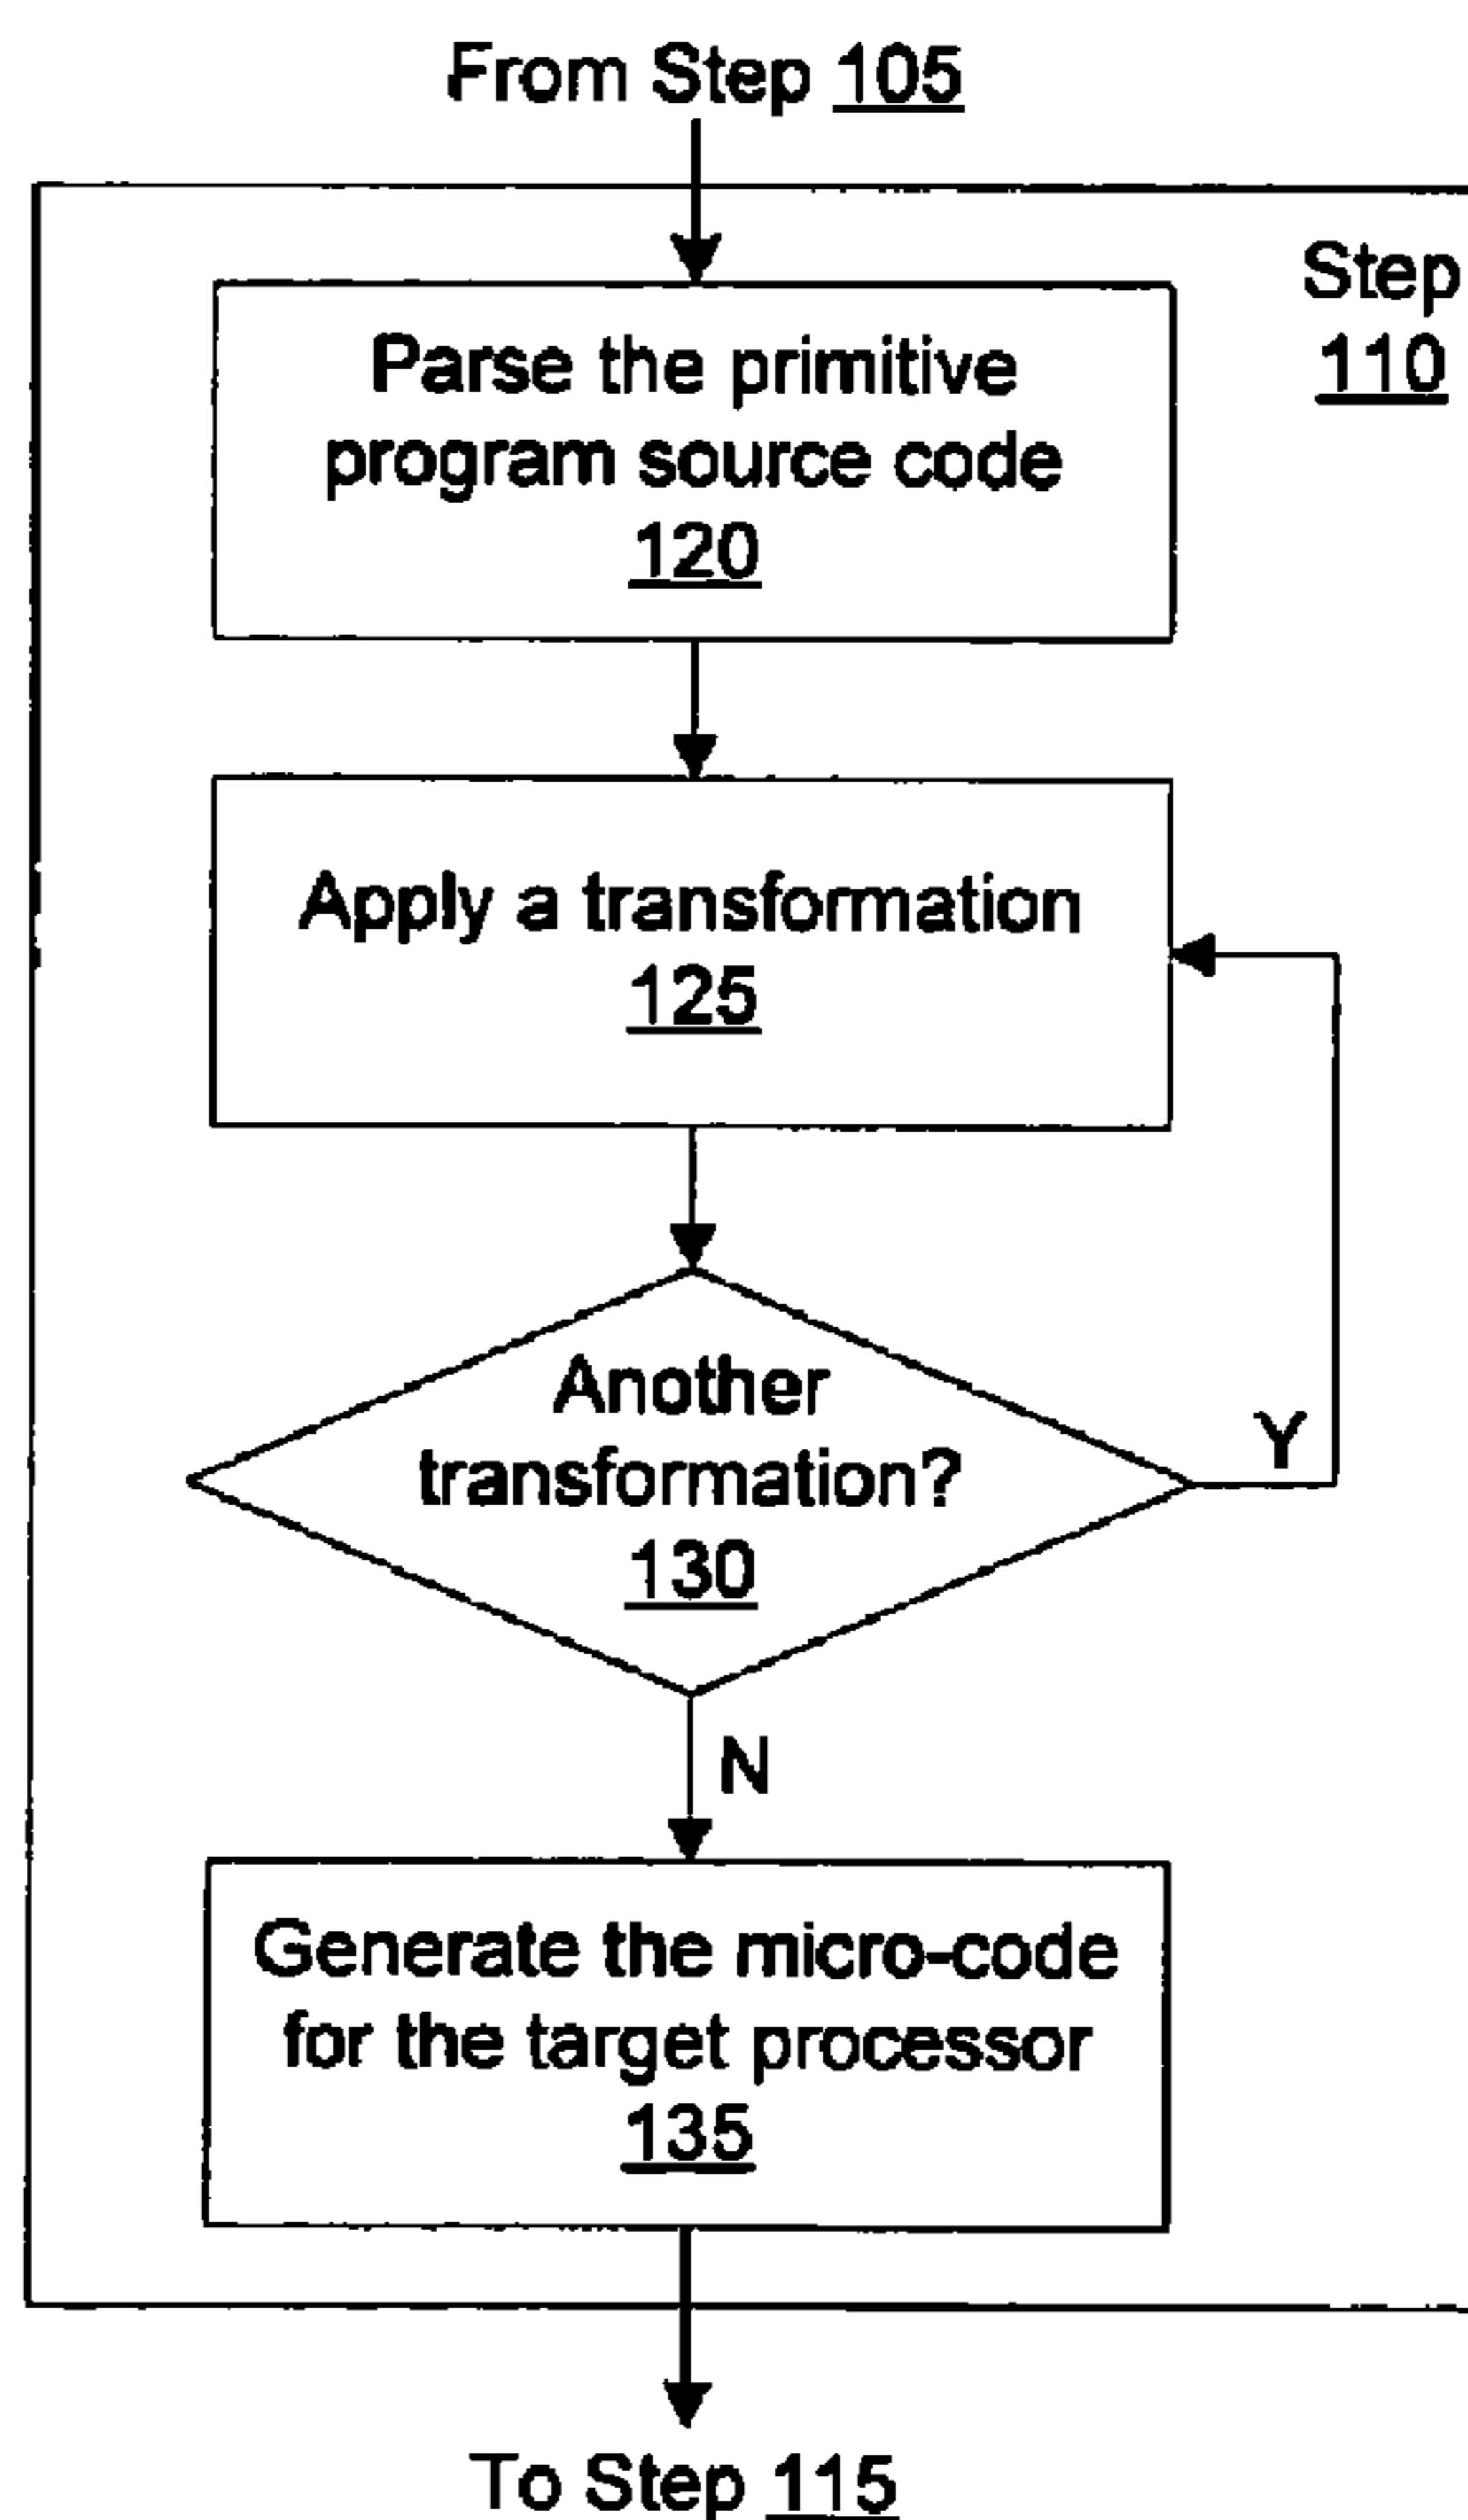 From Step 105
Step
110
Parse the primitive
program source code
120
Apply a transformation
125
Another
transformation?
130
Y
N
Generate the micro-code
for the target processor
135
To Step 115